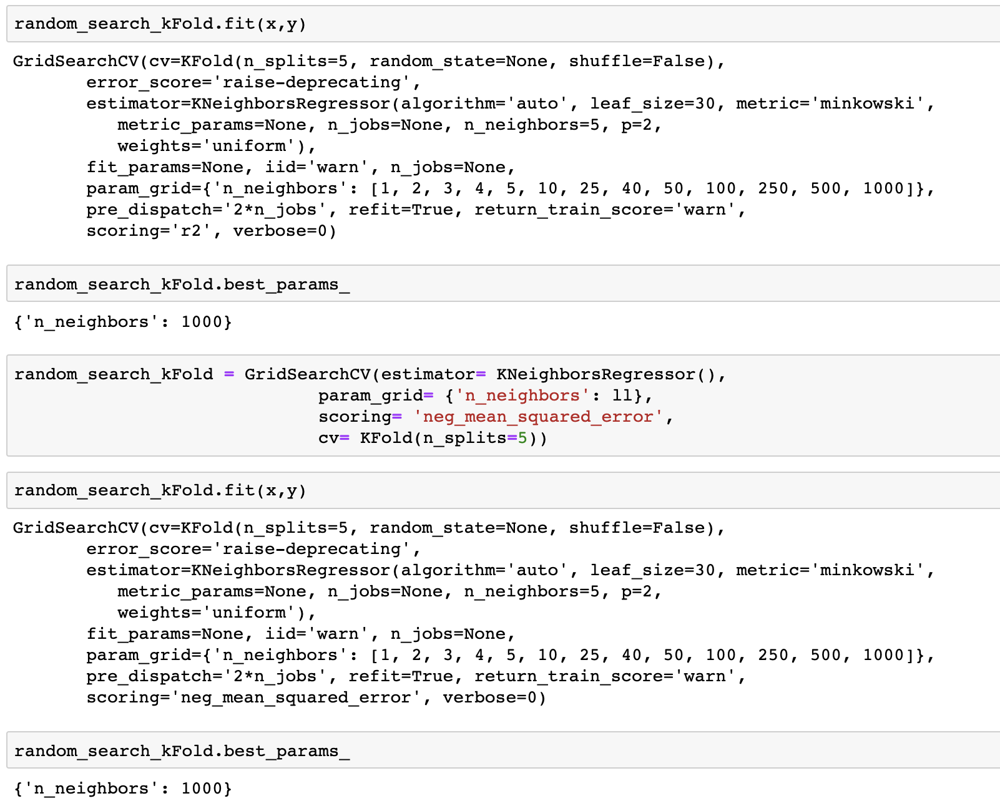 random_search_kFold.fit(x,y)
GridSearchCV(cv=KFold(n_splits=5, random_state=None, shuffle=False),
error_score='raise-deprecating',
estimator=KNeighborsRegressor(algorithm='auto', leaf_size=30, metric='minkowski',
metric_params=None, n_jobs=None, n_neighbors=5, p=2,
weights='uniform'),
fit_params=None, iid='warn', n_jobs=None,
param_grid={'n_neighbors': [1, 2, 3, 4, 5, 10, 25, 40, 50, 100, 250, 500, 1000]},
pre_dispatch='2*n_jobs', refit=True, return_train_score='warn',
scoring='r2', verbose=0)
random_search_kFold.best_params_
{'n_neighbors': 1000}
random_search_kFold = GridSearchCV(estimator= KNeighborsRegressor(),
param_grid= {'n_neighbors': ll},
scoring= 'neg_mean_squared_error',
cv= KFold(n_splits=5))
random_search_kFold.fit(x,y)
GridSearchCV(cv=KFold(n_splits=5, random_state=None, shuffle=False),
error_score='raise-deprecating',
estimator=KNeighborsRegressor(algorithm='auto', leaf_size=30, metric='minkowski',
metric_params=None, n_jobs=None, n_neighbors=5, p=2,
weights='uniform'),
fit_params=None, iid='warn', n_jobs=None,
param_grid={'n_neighbors': [1, 2, 3, 4, 5, 10, 25, 40, 50, 100, 250, 500, 1000]},
pre_dispatch='2*n_jobs', refit=True, return_train_score='warn',
scoring='neg_mean_squared_error', verbose=0)
random_search_kFold.best_params_
{'n_neighbors': 1000}